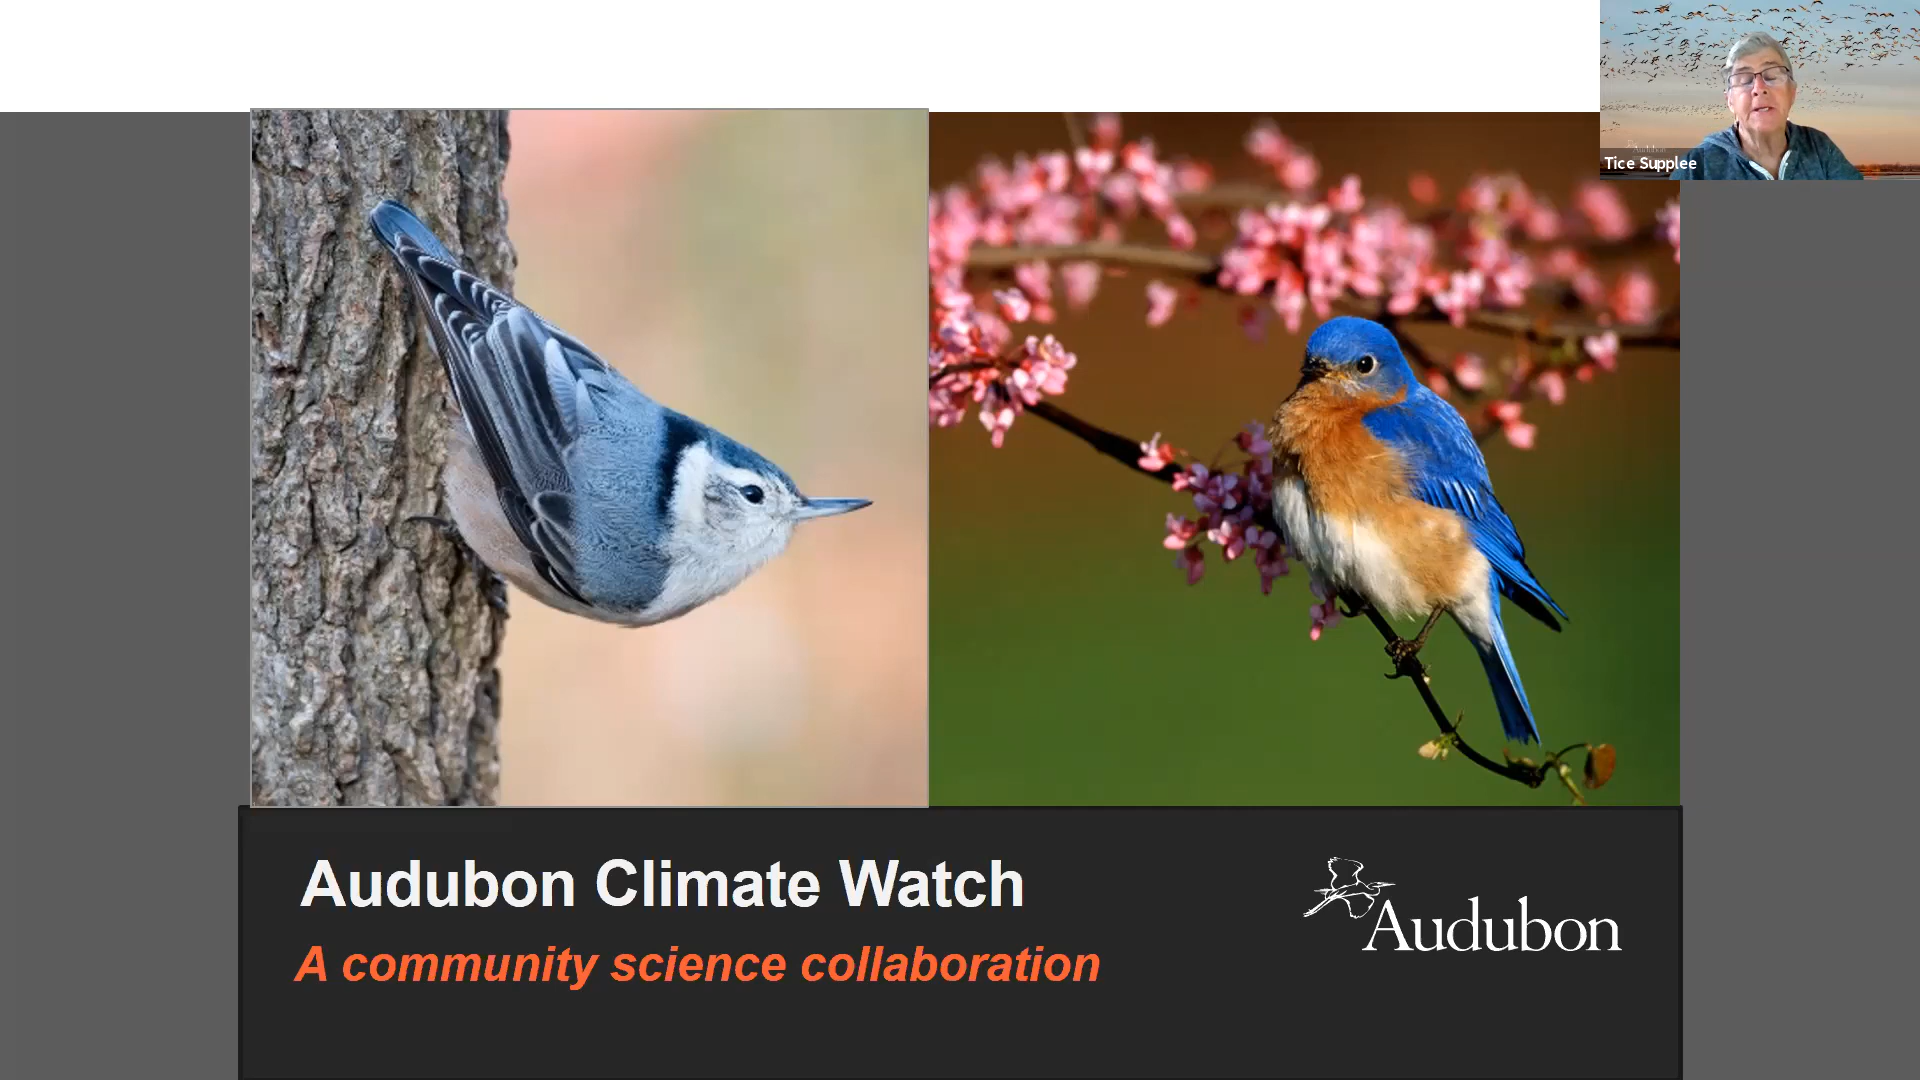 Tice Supplee
Audubon Climate Watch
A community science collaboration
Audubon